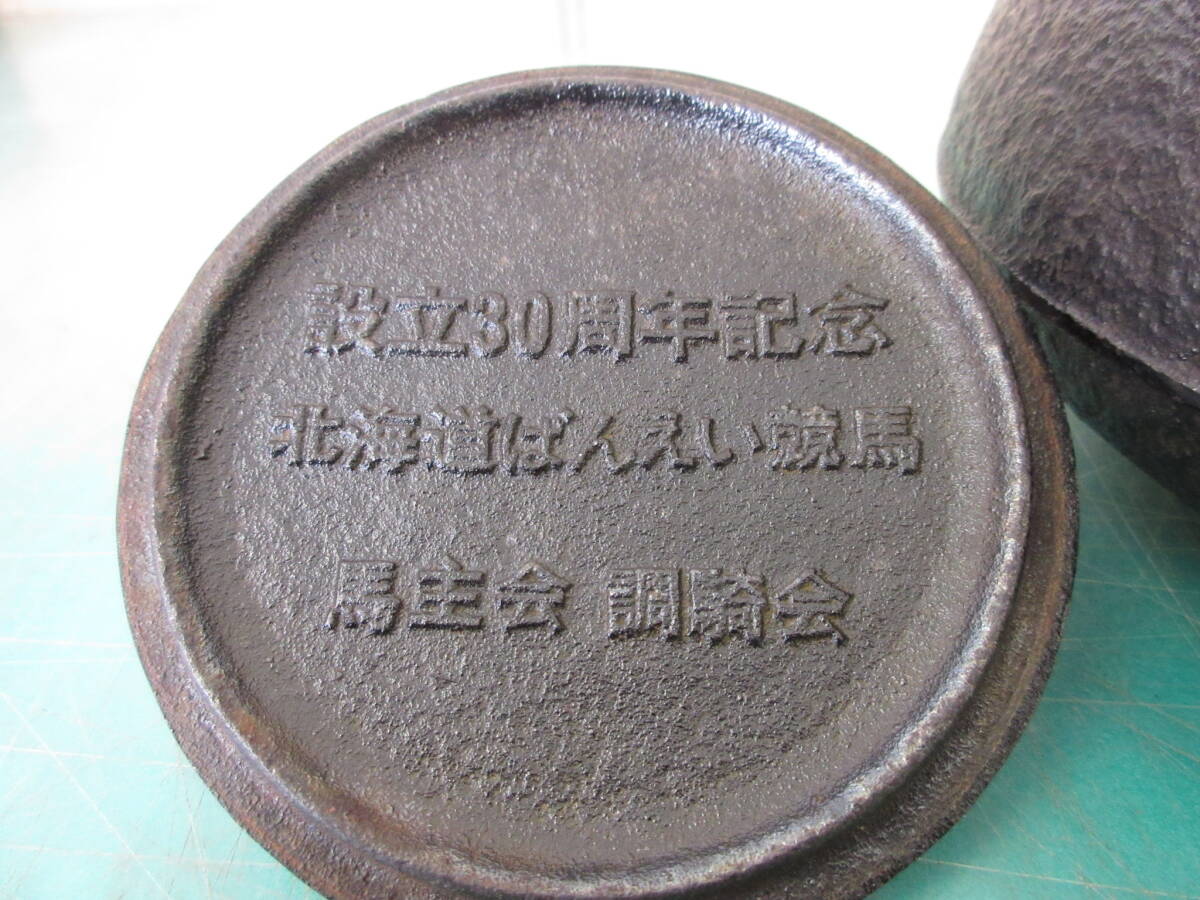 設立30周年記念
北海道ばんえい競馬
馬主会 調騎会